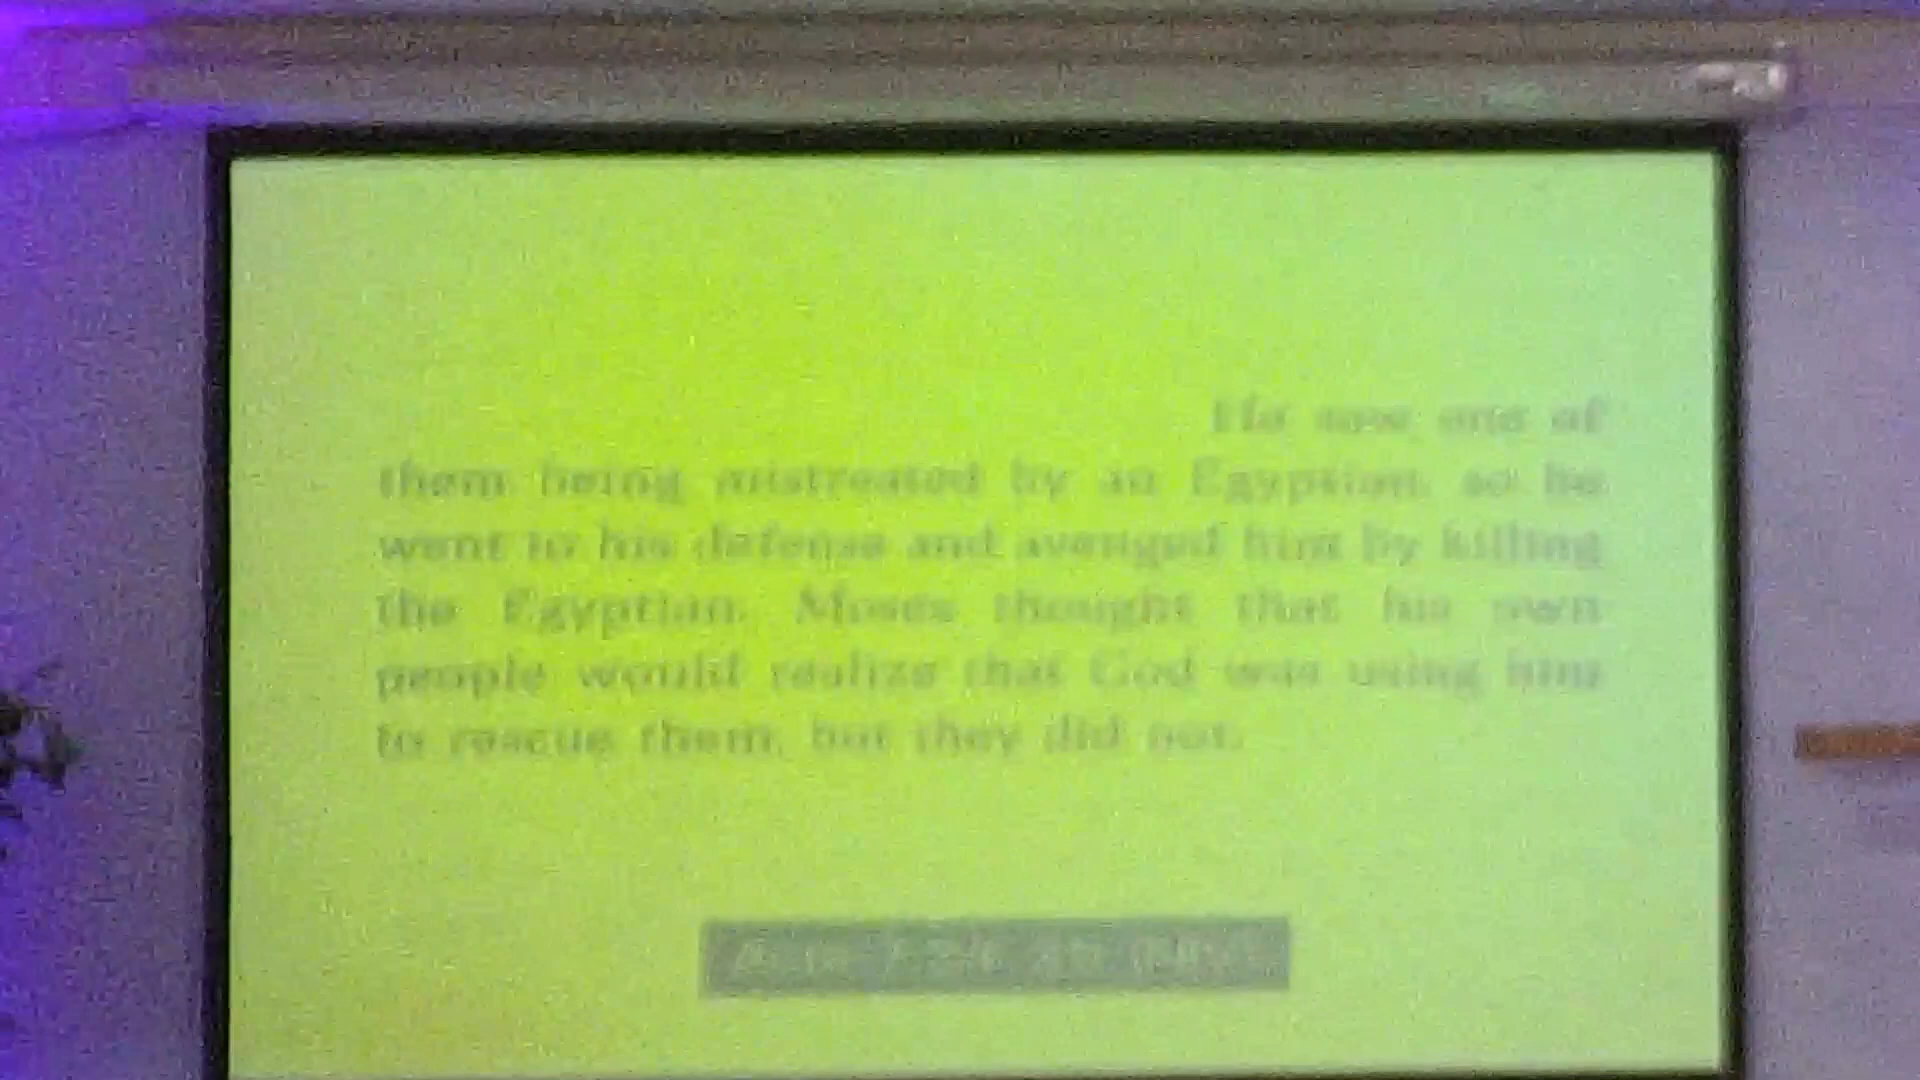 He saw one of
them being mistreated by an Egyptian, so he
went to his defense and avenged him by killing
the Egyptian. Moses thought that his own
people would realize that God was using him
to rescue them, but they did not.